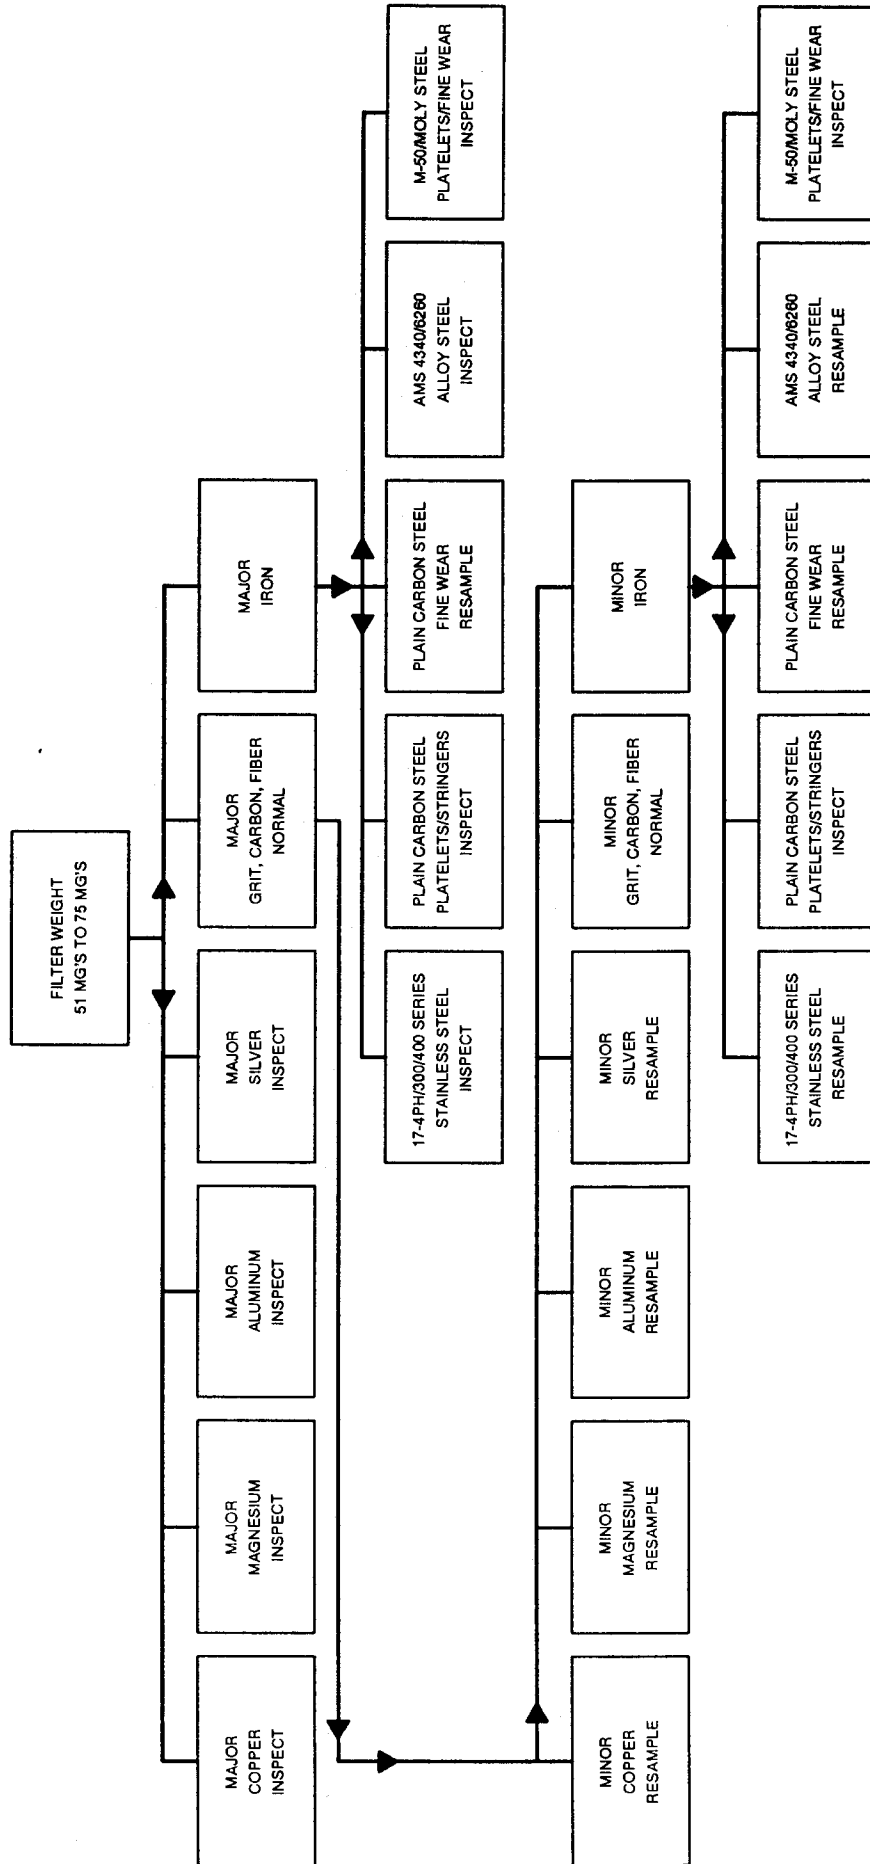 FILTER WEIGHT
51 MG'S TO 75 MG'S
MAJOR
COPPER
INSPECT
MAJOR
MAGNESIUM
INSPECT
MAJOR
ALUMINUM
INSPECT
MAJOR
SILVER
INSPECT
MAJOR
GRIT, CARBON, FIBER
NORMAL
MAJOR
IRON
17-4PH/300/400 SERIES
STAINLESS STEEL
INSPECT
PLAIN CARBON STEEL
PLATELETS/STRINGERS
INSPECT
PLAIN CARBON STEEL
FINE WEAR
RESAMPLE
AMS 4340/6260
ALLOY STEEL
INSPECT
M-50/MOLY STEEL
PLATELETS/FINE WEAR
INSPECT
MINOR
COPPER
RESAMPLE
MINOR
MAGNESIUM
RESAMPLE
MINOR
ALUMINUM
RESAMPLE
MINOR
SILVER
RESAMPLE
MINOR
GRIT, CARBON, FIBER
NORMAL
MINOR
IRON
17-4PH/300/400 SERIES
STAINLESS STEEL
RESAMPLE
PLAIN CARBON STEEL
PLATELETS/STRINGERS
INSPECT
PLAIN CARBON STEEL
FINE WEAR
RESAMPLE
AMS 4340/6260
ALLOY STEEL
RESAMPLE
M-50/MOLY STEEL
PLATELETS/FINE WEAR
INSPECT